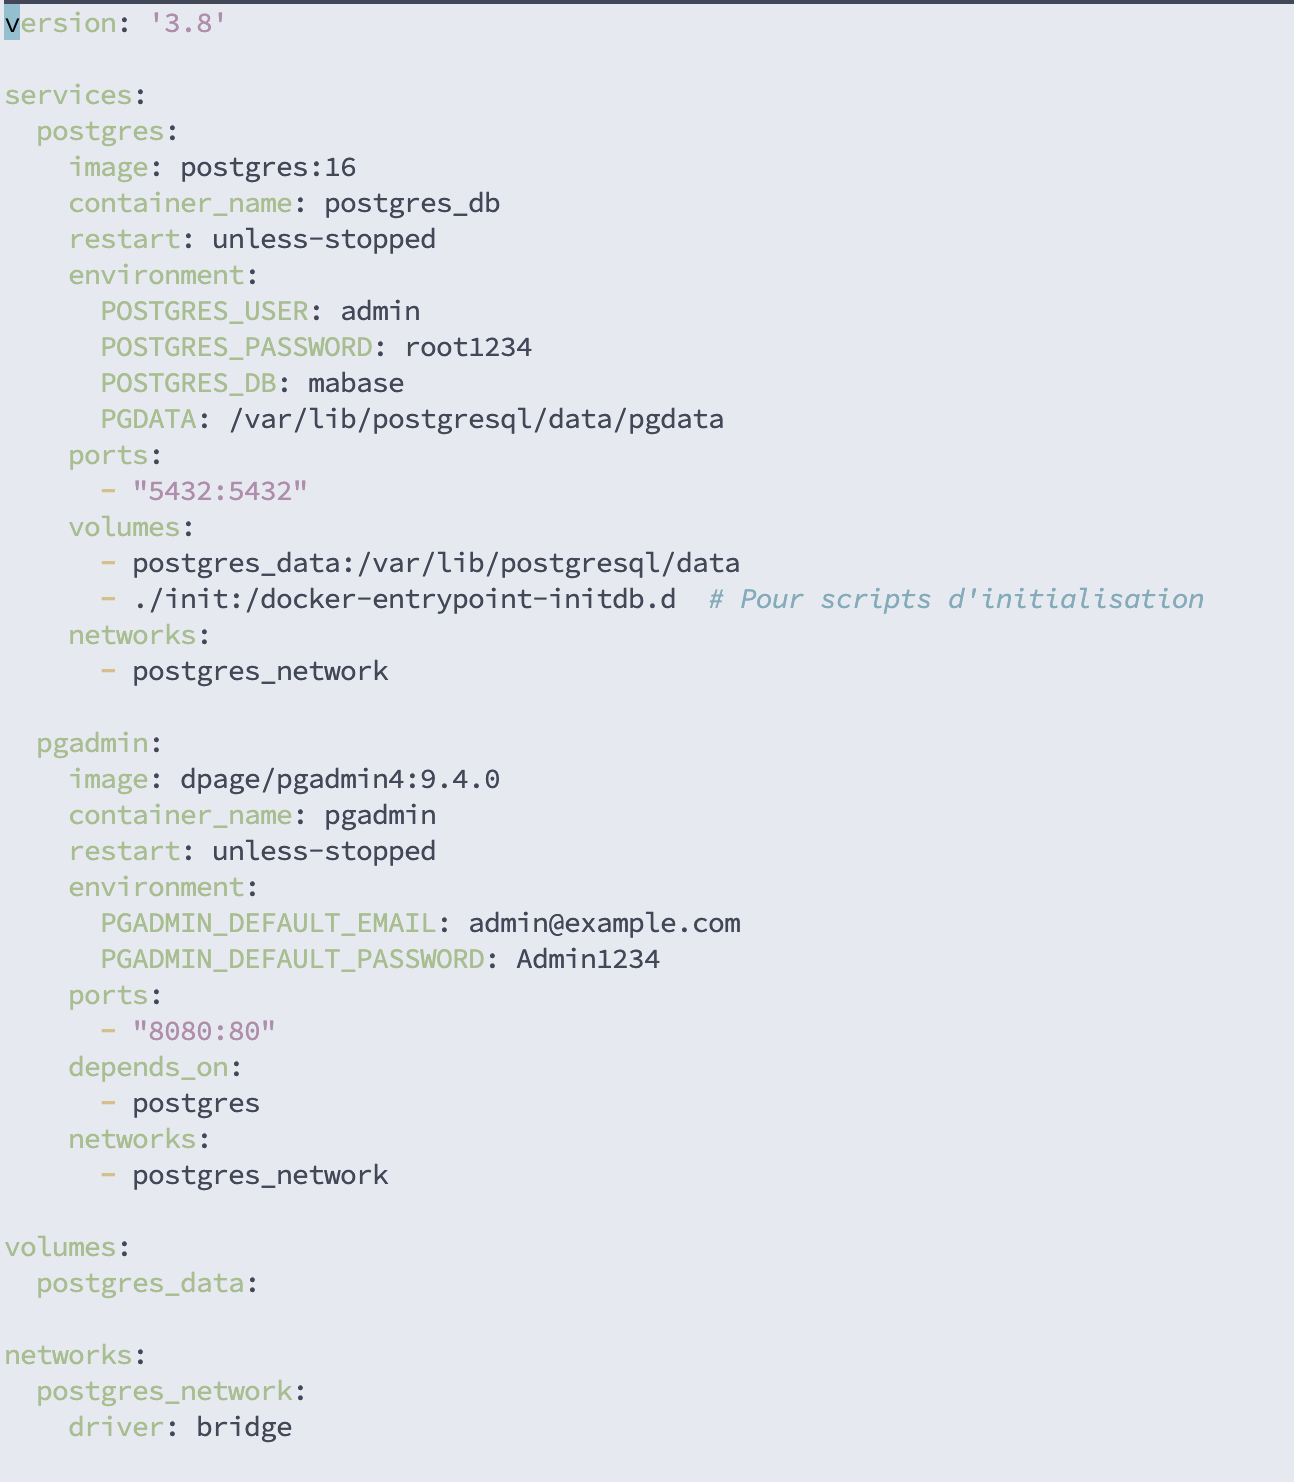 version: '3.8'

services:
  postgres:
    image: postgres:16
    container_name: postgres_db
    restart: unless-stopped
    environment:
      POSTGRES_USER: admin
      POSTGRES_PASSWORD: root1234
      POSTGRES_DB: mabase
      PGDATA: /var/lib/postgresql/data/pgdata
    ports:
      - "5432:5432"
    volumes:
      - postgres_data:/var/lib/postgresql/data
      - ./init:/docker-entrypoint-initdb.d  # Pour scripts d'initialisation
    networks:
      - postgres_network

  pgadmin:
    image: dpage/pgadmin4:9.4.0
    container_name: pgadmin
    restart: unless-stopped
    environment:
      PGADMIN_DEFAULT_EMAIL: admin@example.com
      PGADMIN_DEFAULT_PASSWORD: Admin1234
    ports:
      - "8080:80"
    depends_on:
      - postgres
    networks:
      - postgres_network

volumes:
  postgres_data:

networks:
  postgres_network:
    driver: bridge